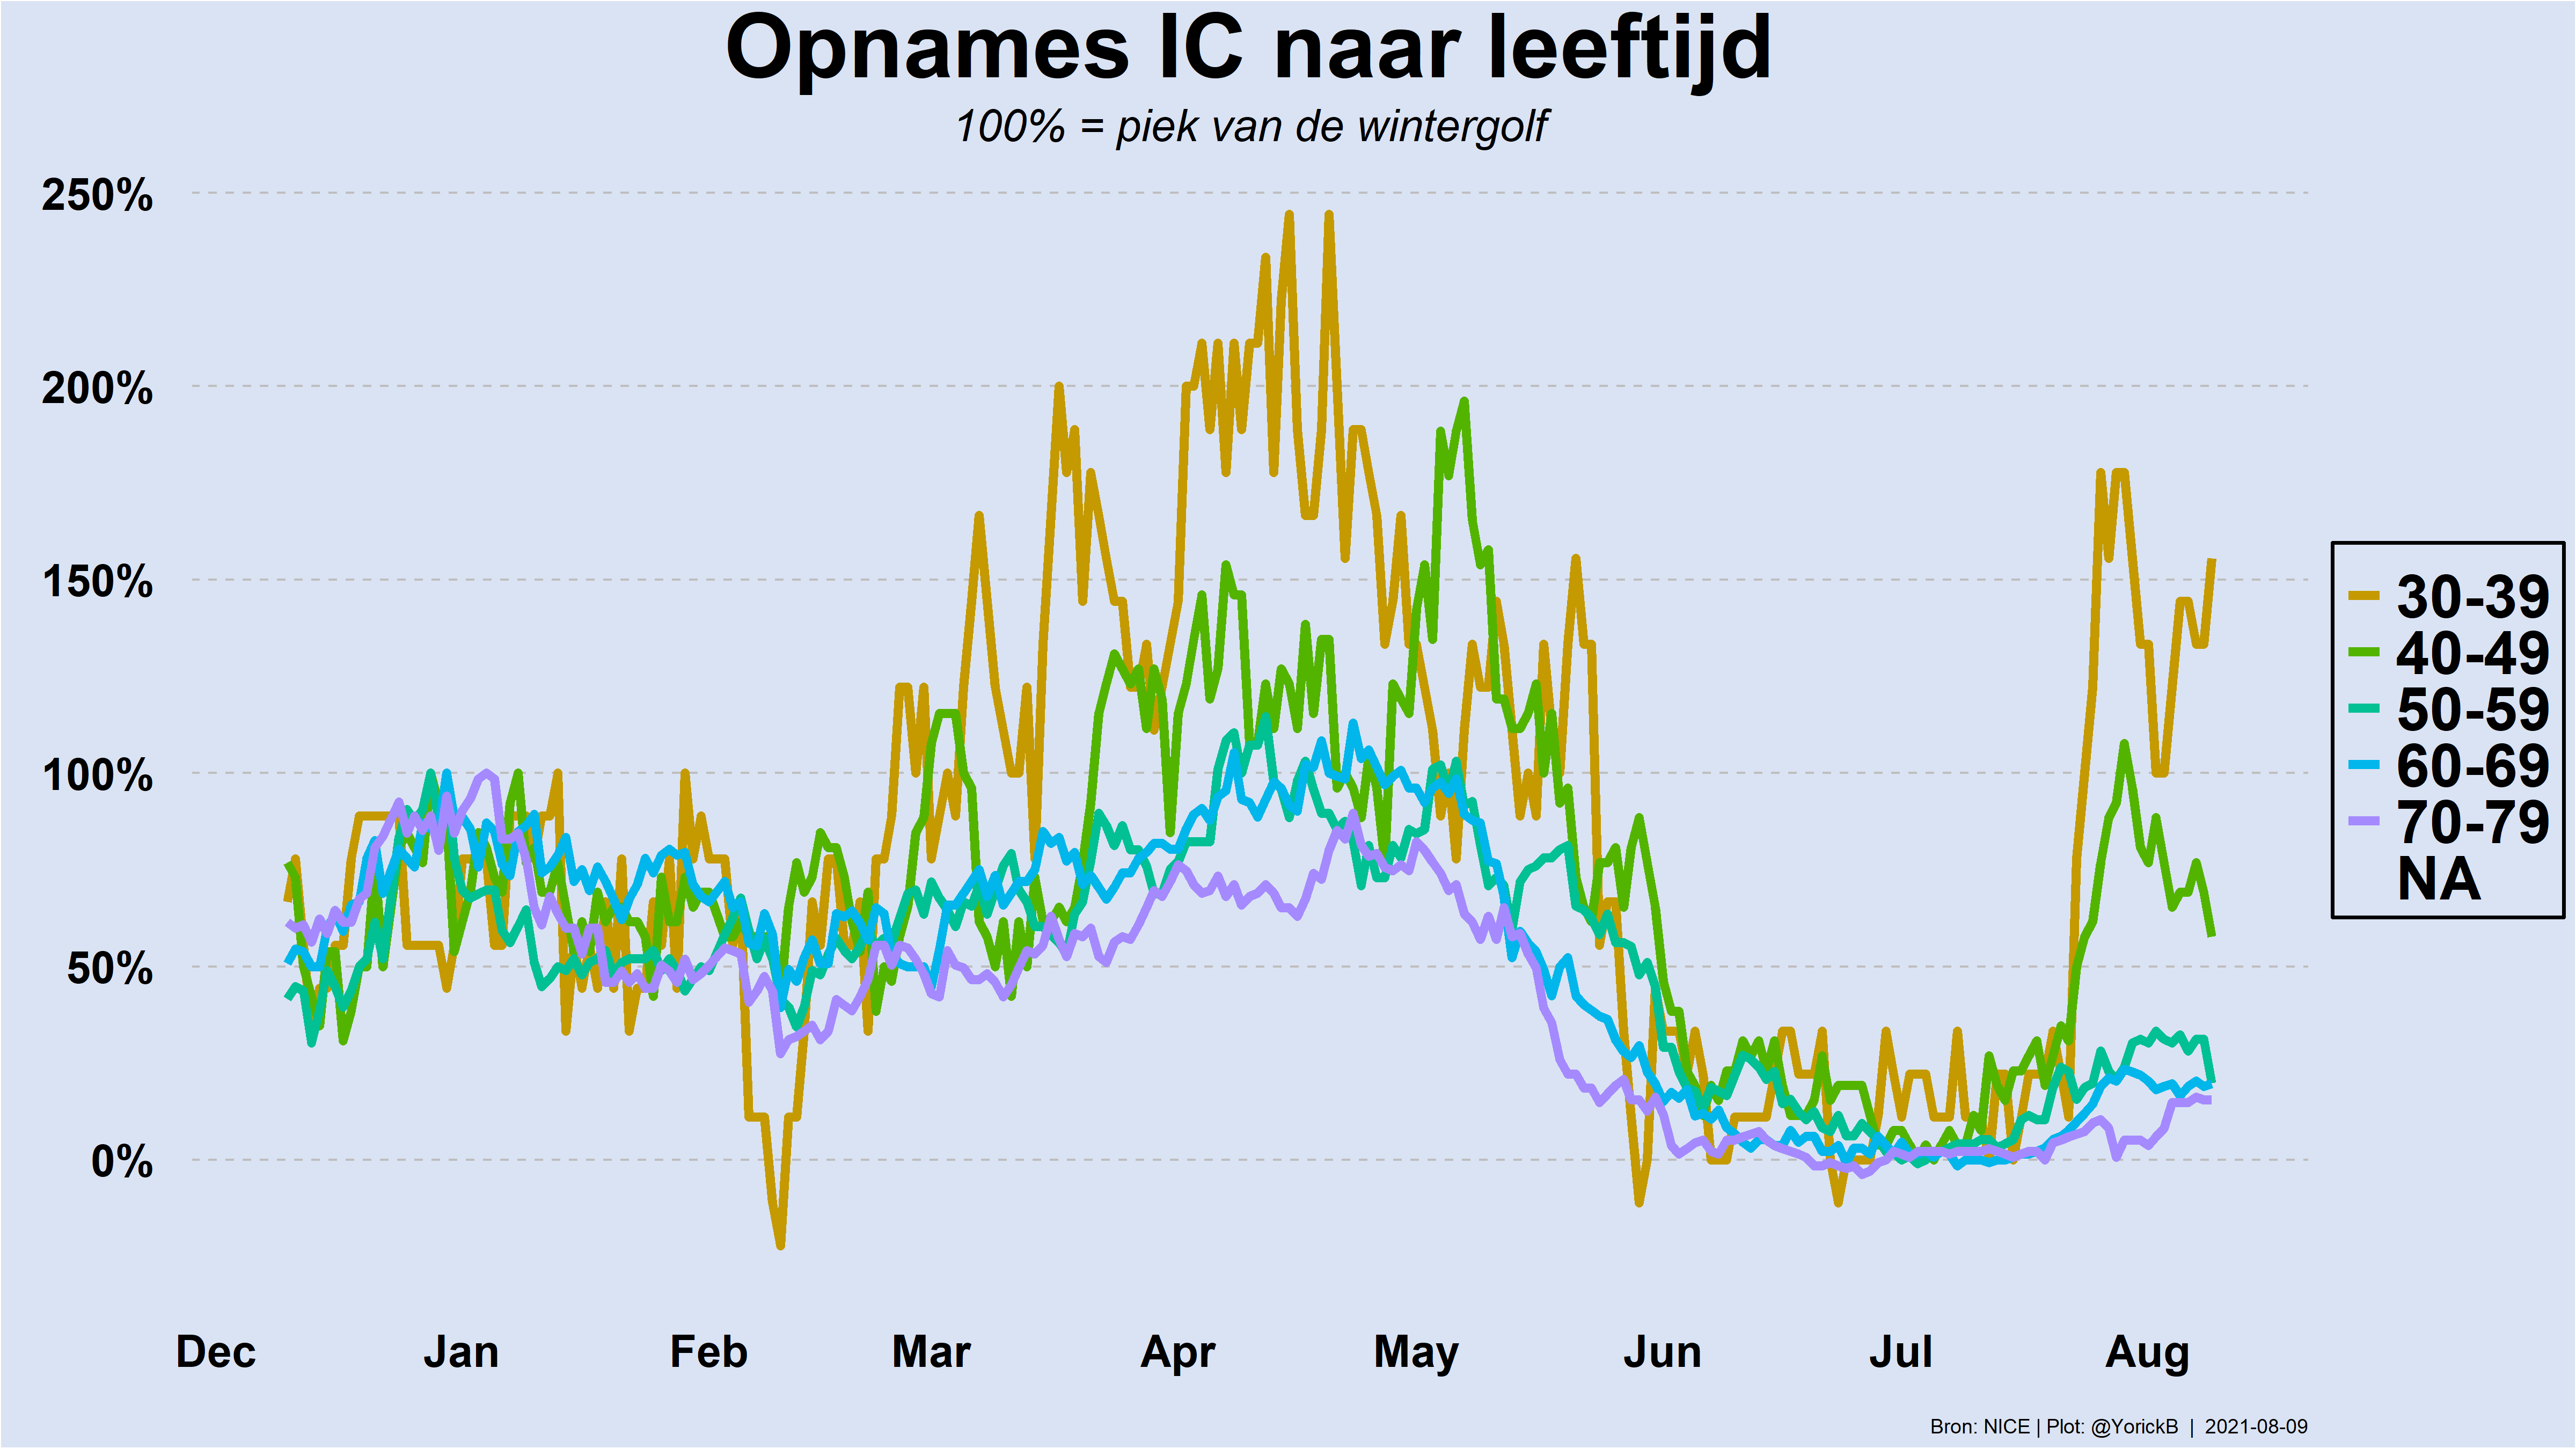 Opnames IC naar leeftijd
100% = piek van de wintergolf
250%
200%
150%
100%
50%
0%
30-39
40-49
50-59
60-69
70-79
NA
Dec Jan Feb Mar Apr May Jun Jul Aug
Bron: NICE | Plot: @YorickB | 2021-08-09